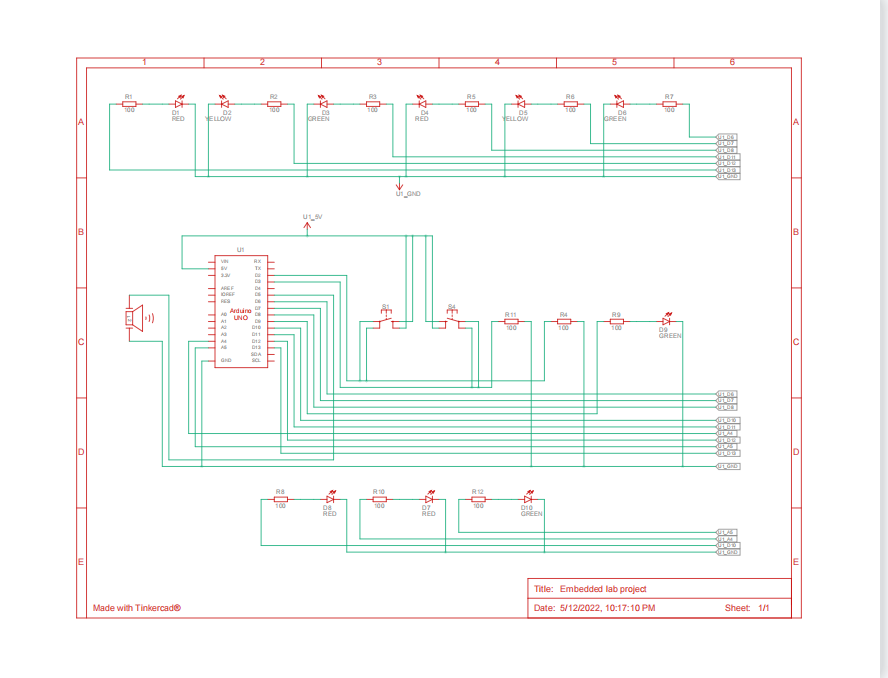 1 2 3 4 5 6
A A
R1
100
D1
RED
D2
YELLOW
R2
100
D3
GREEN
R3
100
D4
RED
R5
100
D5
YELLOW
R6
100
D6
GREEN
R7
100
U1_D6
U1_D7
U1_D8
U1_D11
U1_D12
U1_D13
U1_GND
U1_GND
B B
U1_5V
U1
VIN RX
5V TX
3.3V D2
D3
AREF D4
IOREF D5
RES D6
D7
A0 D8
A1 D9
A2 D10
A3 D11
A4 D12
A5 D13
SDA
GND SCL
Arduino
UNO
C C
S1
S4
R11
100
R4
100
R9
100
D9
GREEN
U1_D6
U1_D7
U1_D8
U1_D10
U1_D11
U1_A4
U1_D12
U1_A5
U1_D13
U1_GND
D D
R8
100
D8
RED
R10
100
D7
RED
R12
100
D10
GREEN
U1_A5
U1_A4
U1_D10
U1_GND
E E
Title: Embedded lab project
Made with Tinkercad®
Date: 5/12/2022, 10:17:10 PM Sheet: 1/1